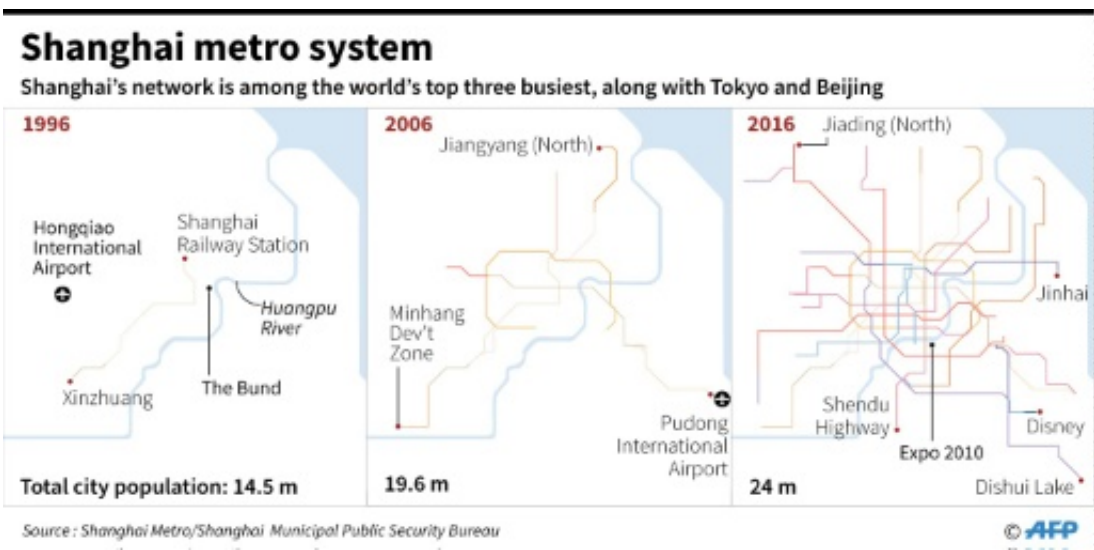 Shanghai metro system
Shanghai's network is among the world's top three busiest, along with Tokyo and Beijing
1996
Hongqiao
International
Airport
Shanghai
Railway Station
Huangpu
River
The Bund
Xinzhuang
Total city population: 14.5 m
2006
Jiangyang (North)
Minhang
Dev't
Zone
Pudong
International
Airport
19.6 m
2016
Jiading (North)
Jinhai
Shendu
Highway
Expo 2010
Disney
Dishui Lake
24 m
Source : Shanghai Metro/Shanghai Municipal Public Security Bureau
© AFP